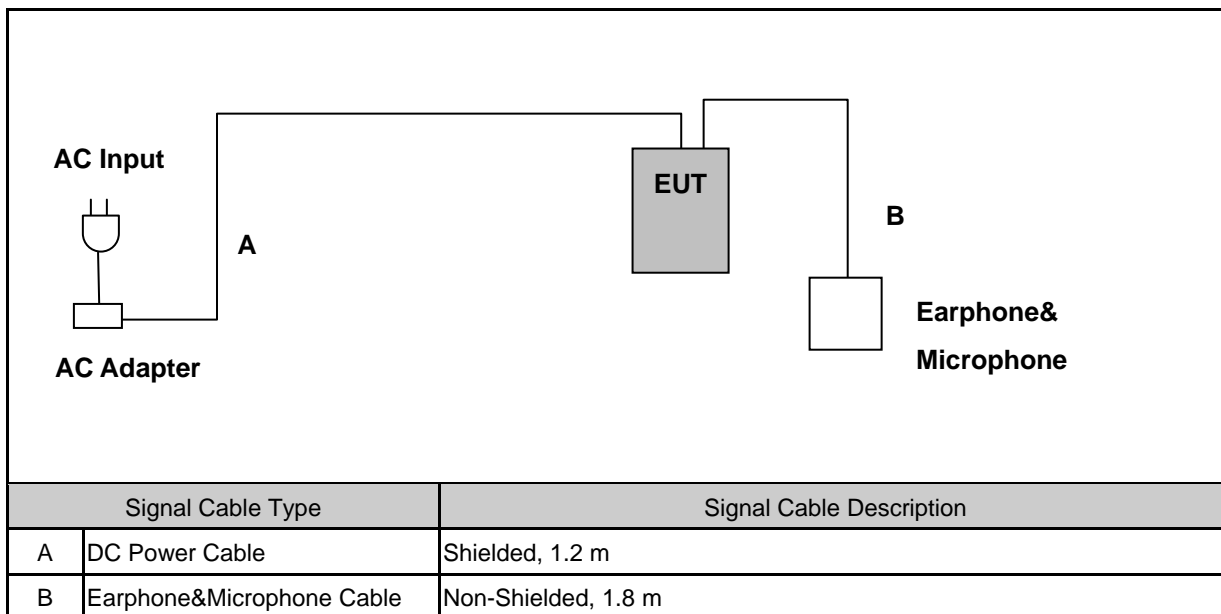 AC Input
EUT
A
B
Earphone&
Microphone
AC Adapter
Signal Cable Type Signal Cable Description
A DC Power Cable Shielded, 1.2 m
B Earphone&Microphone Cable Non-Shielded, 1.8 m